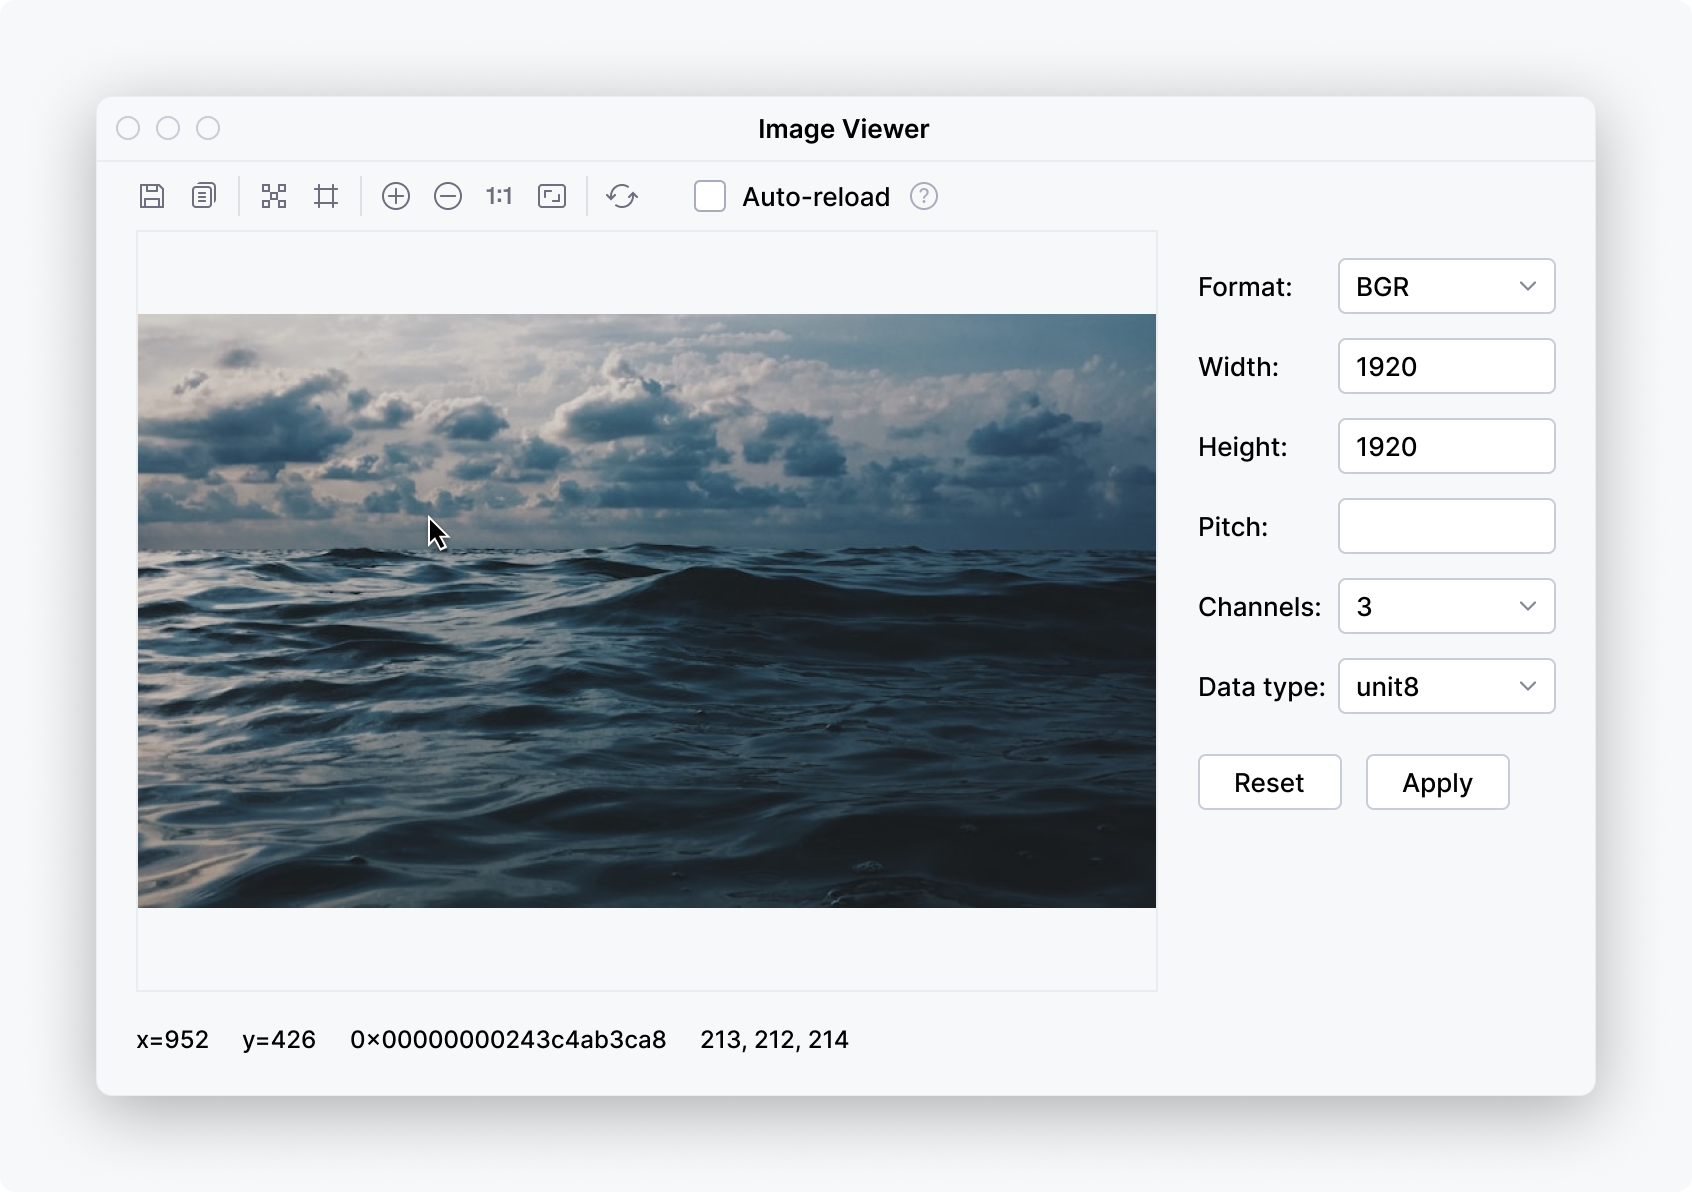 Image Viewer
1:1 Auto-reload ?
Format: BGR
Width: 1920
Height: 1920
Pitch:
Channels: 3
Data type: unit8
Reset Apply
x=952 y=426 0×00000000243c4ab3ca8 213, 212, 214